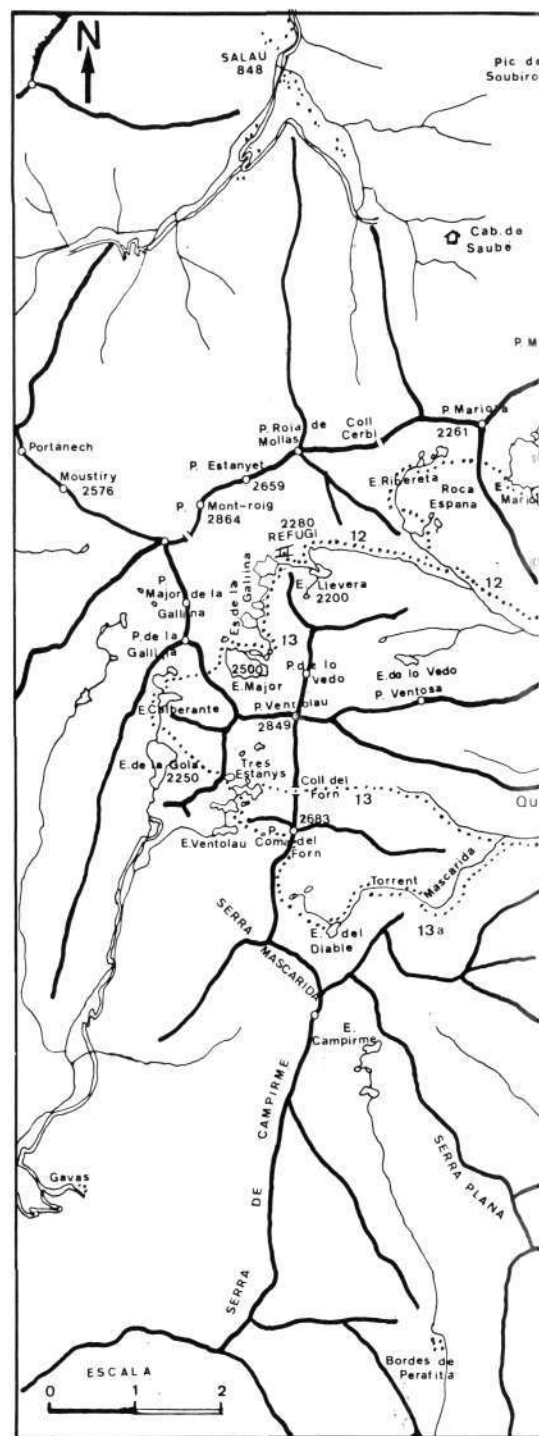 N
SALAU
848
Pic de
Soubiro
Cab. de
Saube
P. M
P. Roia de
Mollas
Coll
Cerbi
P. Mariola
2261
Portanech
Moustiry
2576
P. Estanyet
2659
P. Mont-roig
2864
E. Ribereta
Roca
Espana
E.
Mariol
2280
REFUGI
12
12
E.
Llevera
2200
Es de la
Gallina
P.
Major de la
Gallina
P. de la
Gallina
13
2500
E. Major
P. de lo
Vedo
E. de lo Vedo
P. Ventosa
E. Calberante
P. Ventolau
2849
E. de la Gola
2250
Tres
Estanys
Coll del
Forn
13
Qu
E. Ventolau
2683
P.
Coma del
Forn
Torrent
Mascarida
13a
E. del
Diable
SERRA
MASCARIDA
E.
Campirme
SERRA DE CAMPIRME
SERRA PLANA
Gavas
Bordes de
Perafita
ESCALA
0 1 2